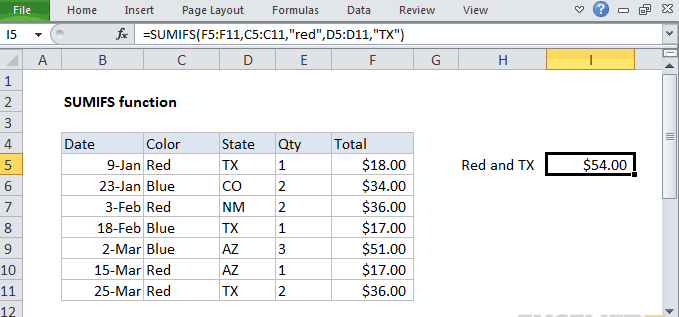 File Home Insert Page Layout Formulas Data Review View
I5 fx =SUMIFS(F5:F11,C5:C11,"red",D5:D11,"TX")
A B C D E F G H I
1
2 SUMIFS function
3
4 Date Color State Qty Total
5 9-Jan Red TX 1 $18.00 Red and TX $54.00
6 23-Jan Blue CO 2 $34.00
7 3-Feb Red NM 2 $36.00
8 18-Feb Blue TX 1 $17.00
9 2-Mar Blue AZ 3 $51.00
10 15-Mar Red AZ 1 $17.00
11 25-Mar Red TX 2 $36.00
12